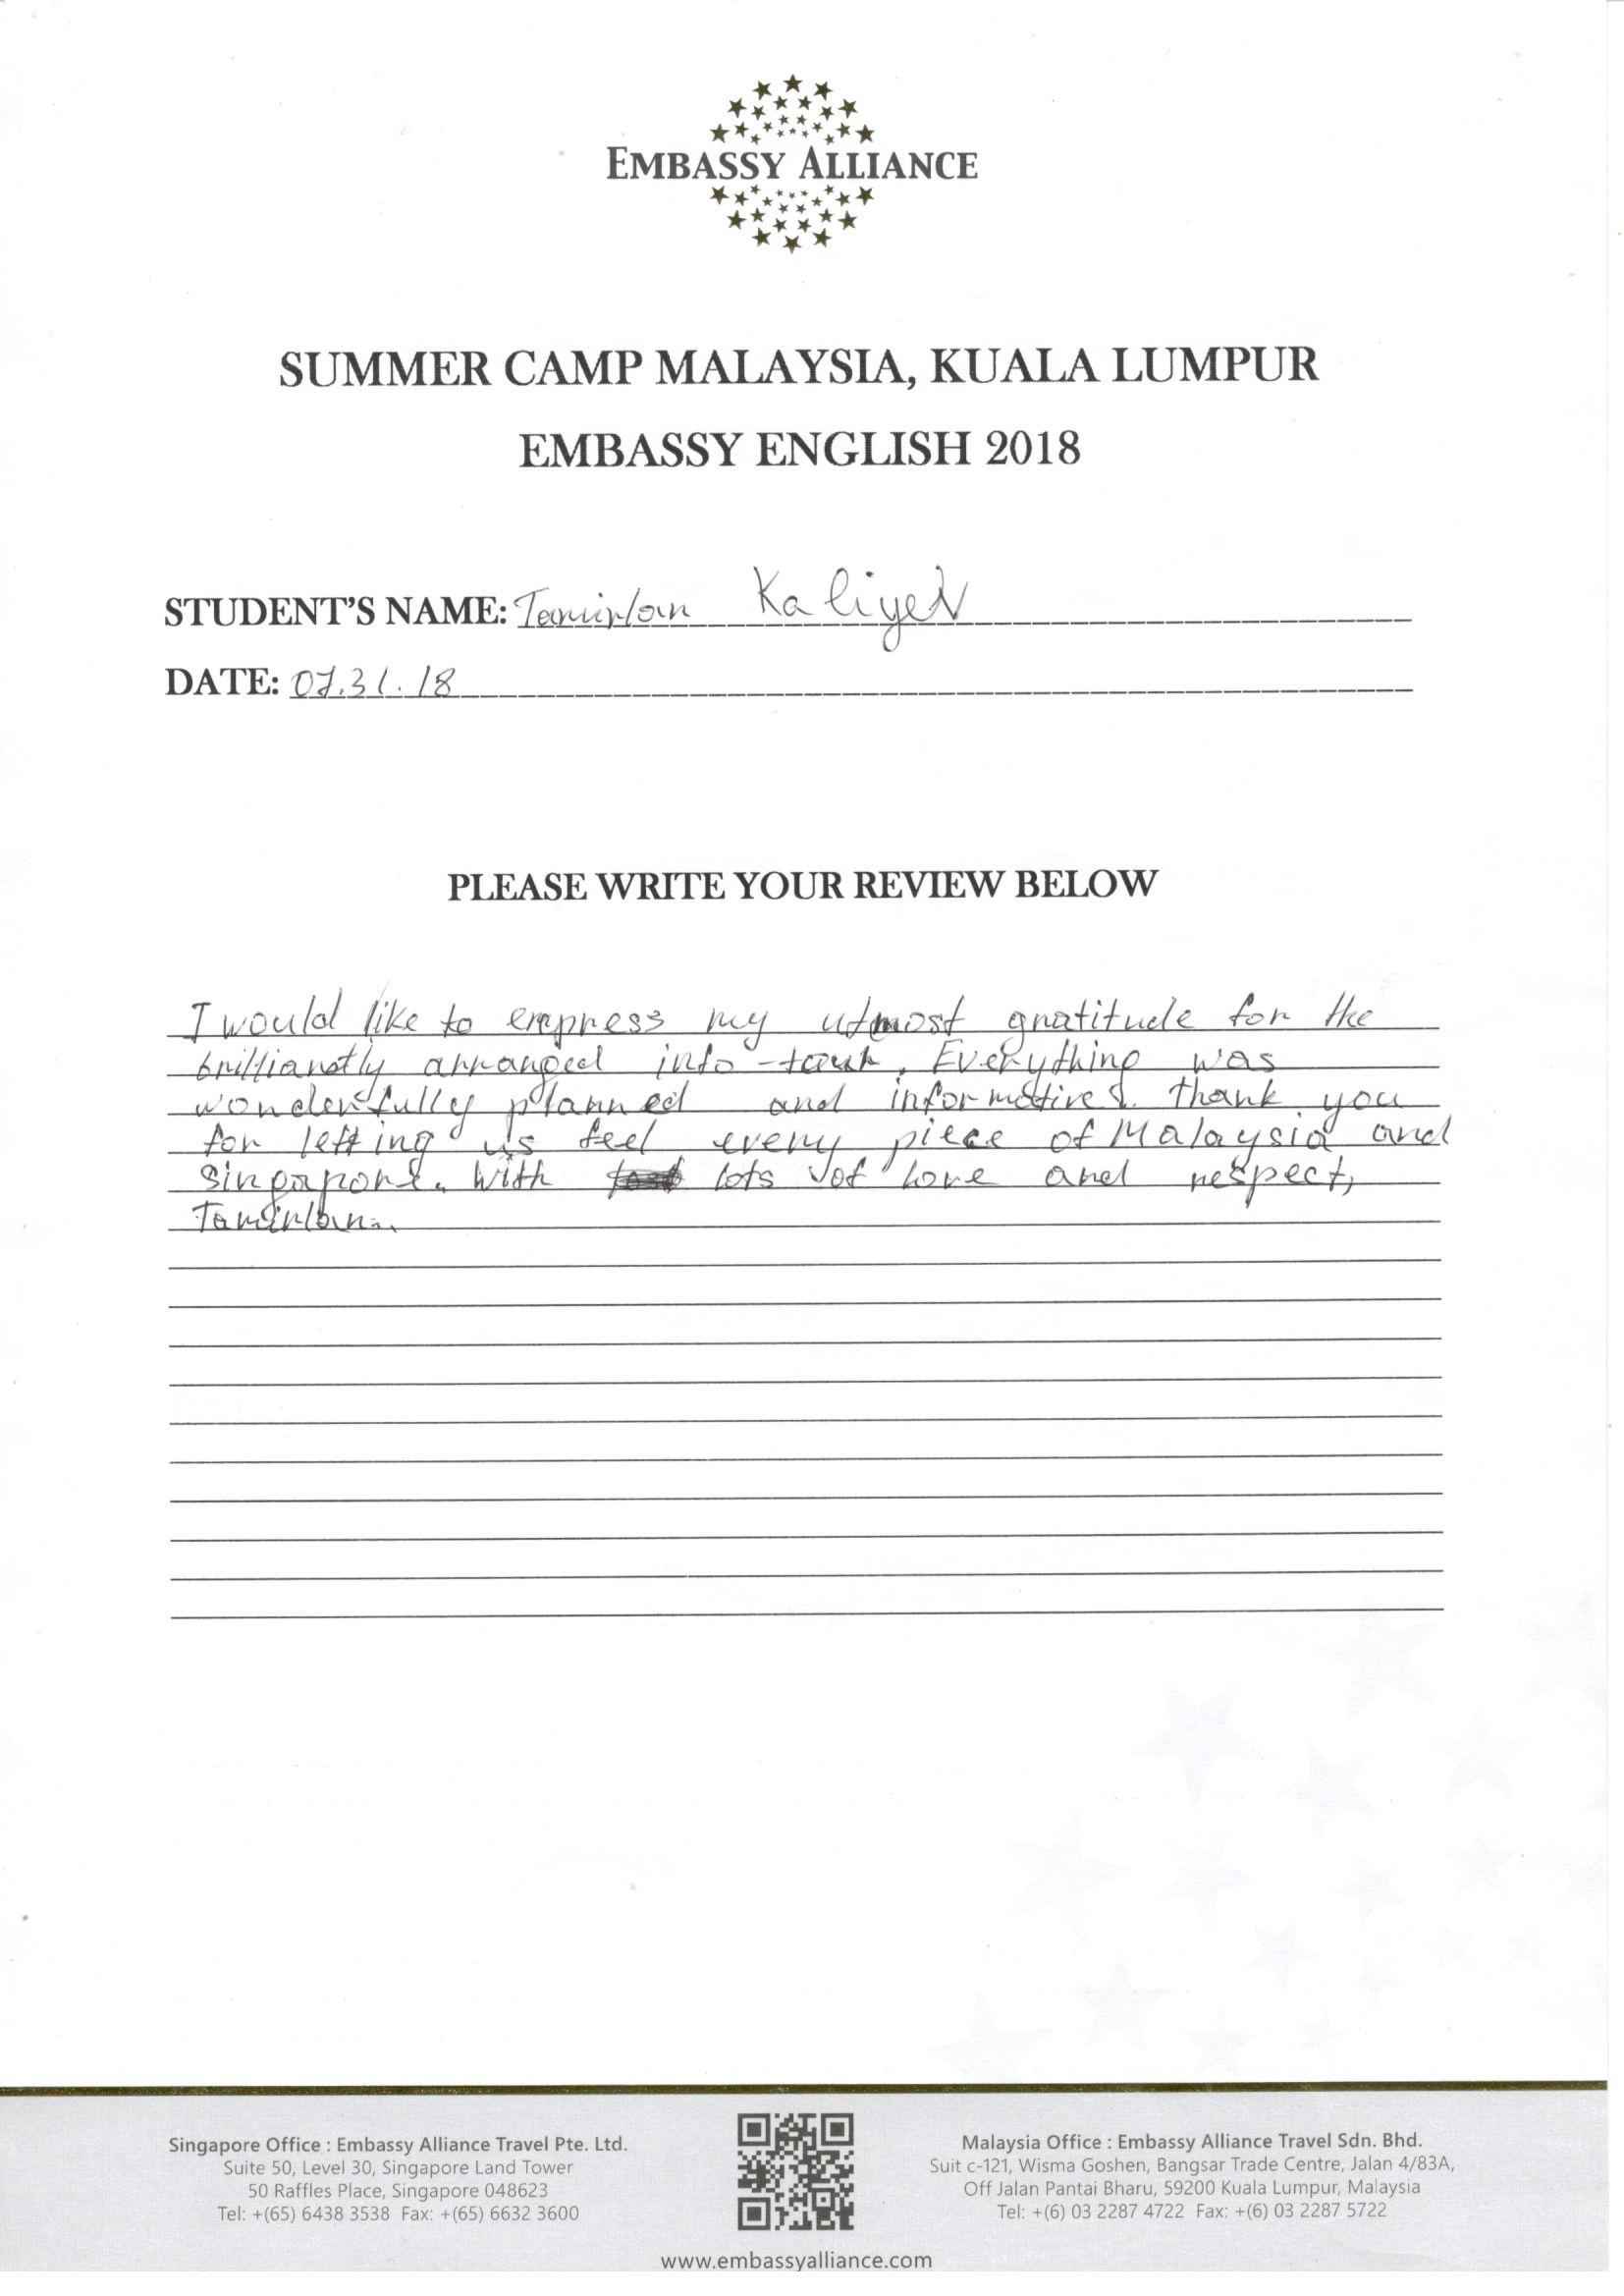 EMBASSY ALLIANCE
SUMMER CAMP MALAYSIA, KUALA LUMPUR
EMBASSY ENGLISH 2018
STUDENT'S NAME: Tamirlan Kaliyev
DATE: 07.31.18
PLEASE WRITE YOUR REVIEW BELOW
I would like to empress my utmost gratitude for the
brilliantly arranged info-tour. Everything was
wonderfully planned and informative. Thank you
for letting us feel every piece of Malaysia and
Singapore. With lots of love and respect,
Tamirlan.
Singapore Office : Embassy Alliance Travel Pte. Ltd.
Suite 50, Level 30, Singapore Land Tower
50 Raffles Place, Singapore 048623
Tel: +(65) 6438 3538 Fax: +(65) 6632 3600
Malaysia Office : Embassy Alliance Travel Sdn. Bhd.
Suit c-121, Wisma Goshen, Bangsar Trade Centre, Jalan 4/83A,
Off Jalan Pantai Bharu, 59200 Kuala Lumpur, Malaysia
Tel: +(6) 03 2287 4722 Fax: +(6) 03 2287 5722
www.embassyalliance.com